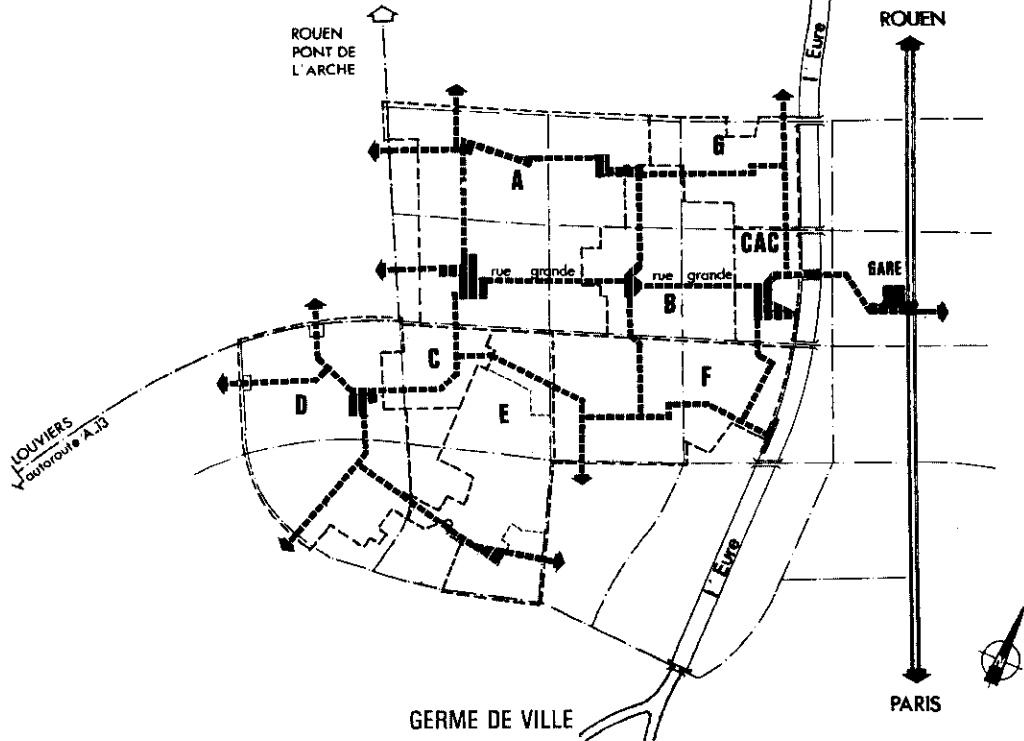 ROUEN
l'Eure
ROUEN
PONT DE
L'ARCHE
G
A
CAC
rue grande
rue grande
GARE
B
C
F
D
E
LOUVIERS
autoroute A.13
l'Eure
PARIS
GERME DE VILLE